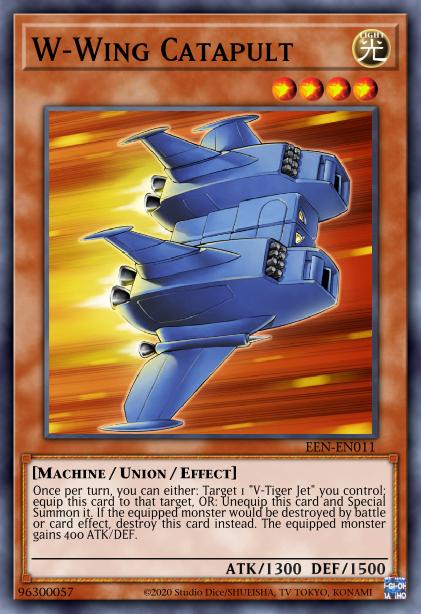 W-Wing Catapult
LIGHT
光
EEN-EN011
[Machine / Union / Effect]
Once per turn, you can either: Target 1 "V-Tiger Jet" you control;
equip this card to that target, OR: Unequip this card and Special
Summon it. If the equipped monster would be destroyed by battle
or card effect, destroy this card instead. The equipped monster
gains 400 ATK/DEF.
ATK/1300 DEF/1500
96300057
©2020 Studio Dice/SHUEISHA, TV TOKYO, KONAMI